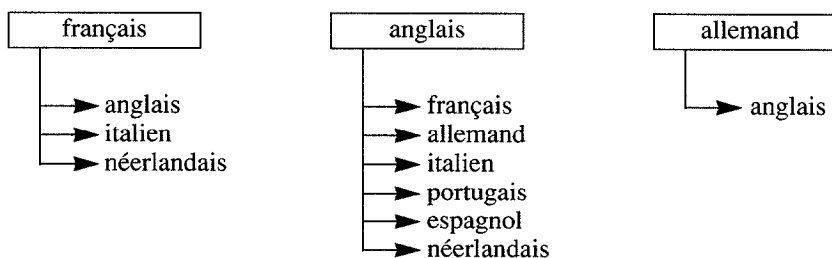 français
anglais
italien
néerlandais
anglais
français
allemand
italien
portugais
espagnol
néerlandais
allemand
anglais